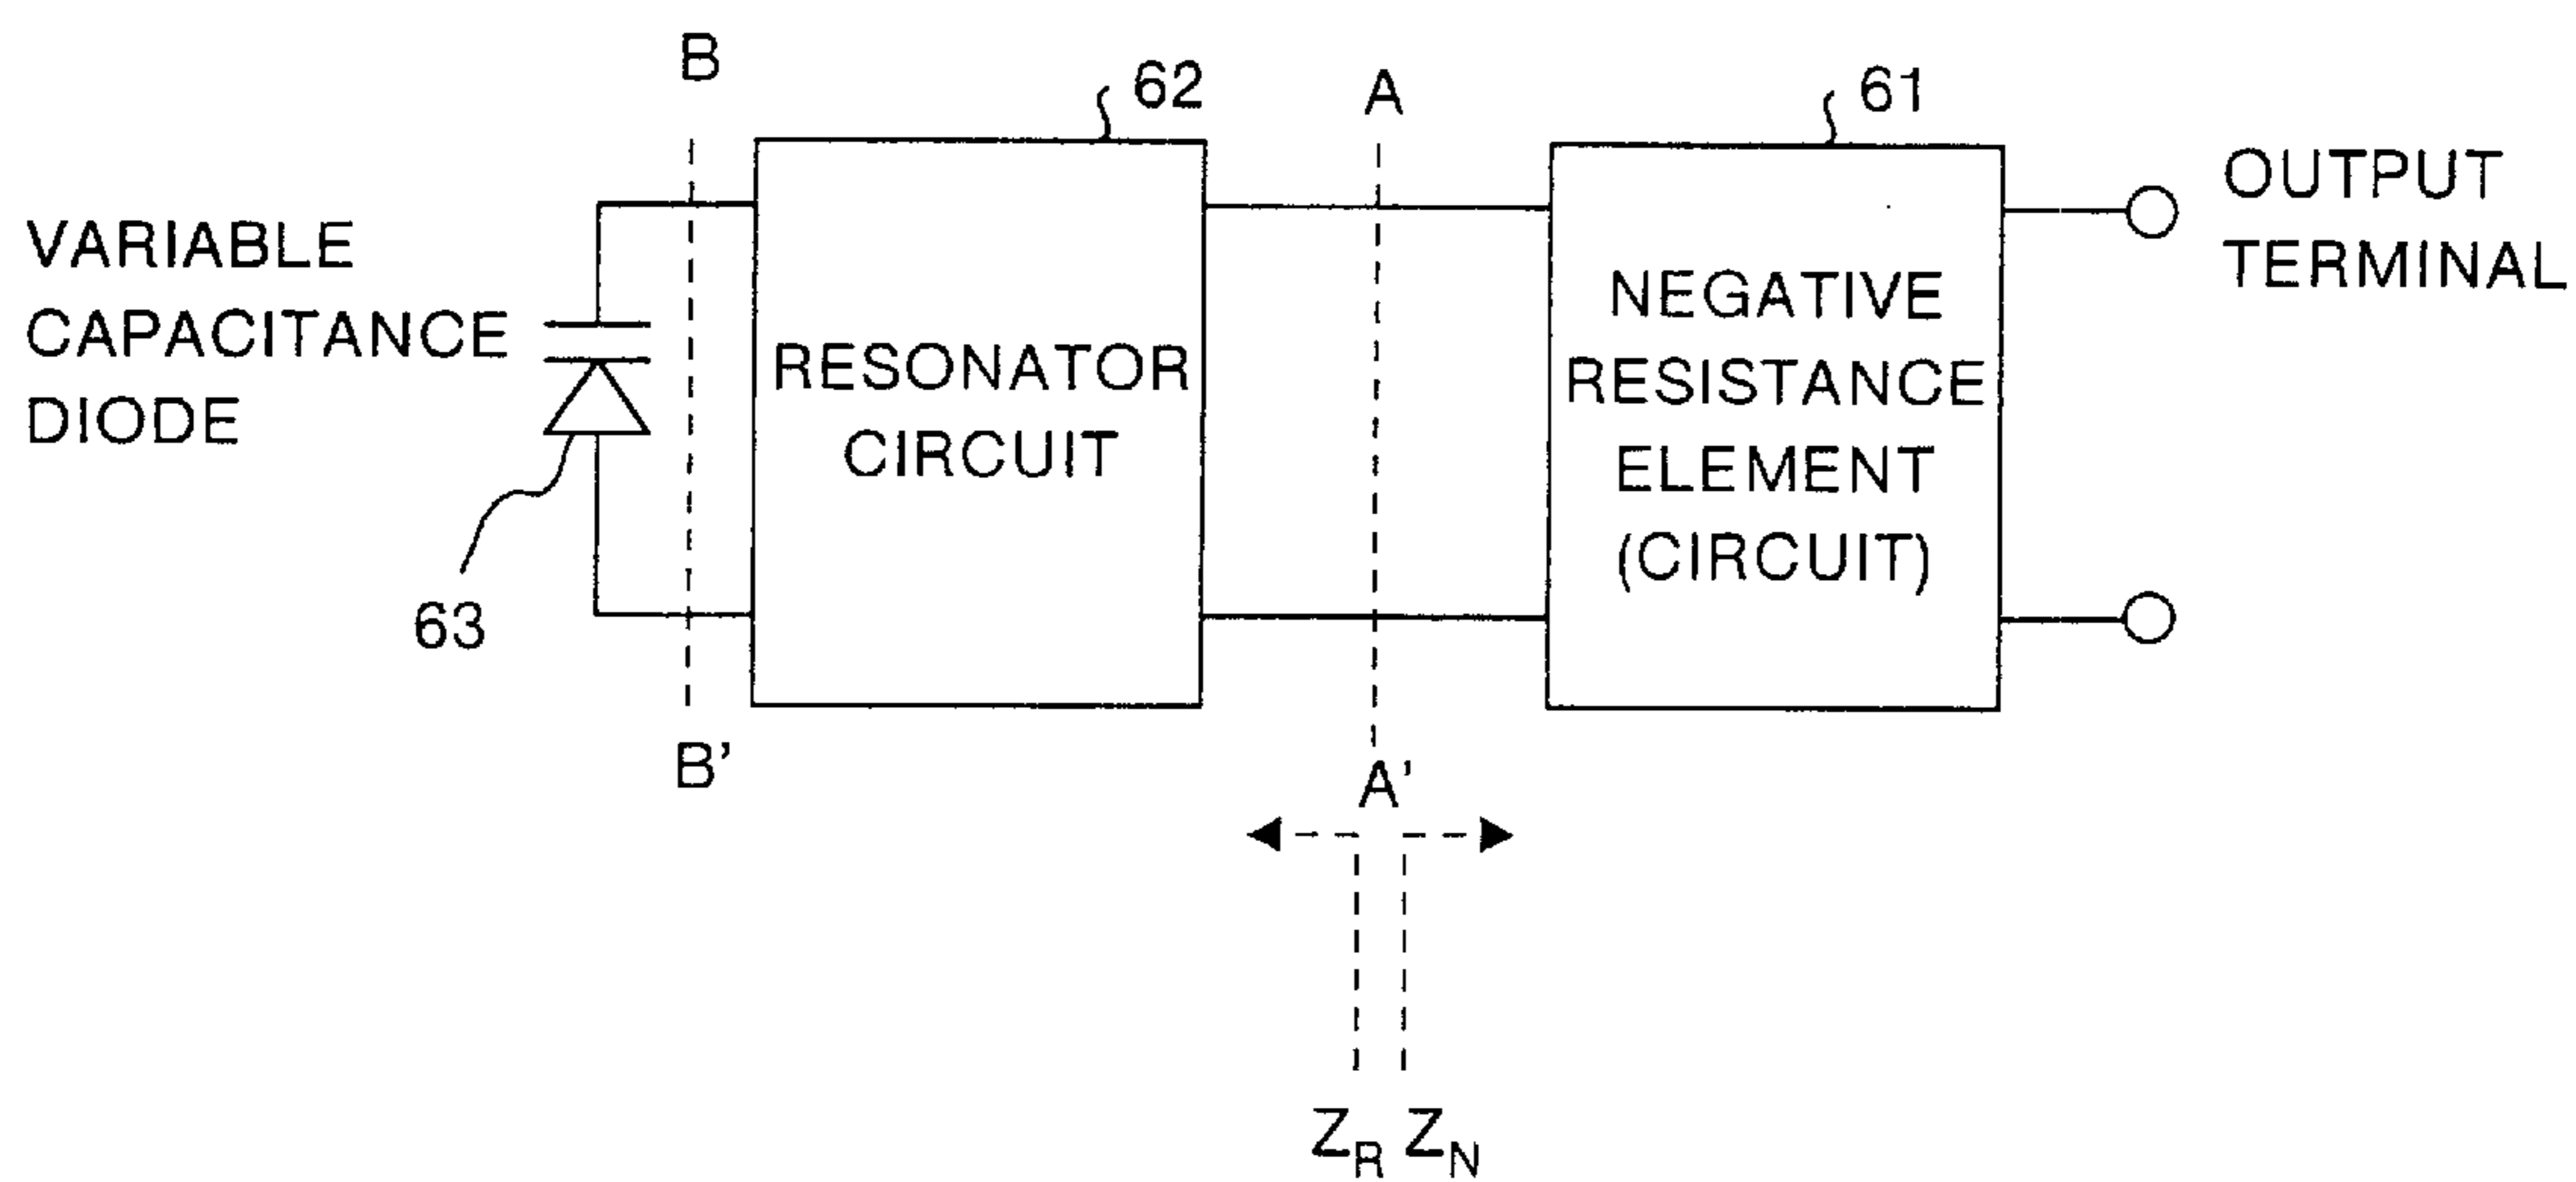 B
62
A
61
OUTPUT
TERMINAL
VARIABLE
CAPACITANCE
DIODE
RESONATOR
CIRCUIT
NEGATIVE
RESISTANCE
ELEMENT
(CIRCUIT)
63
B'
A'
ZR ZN